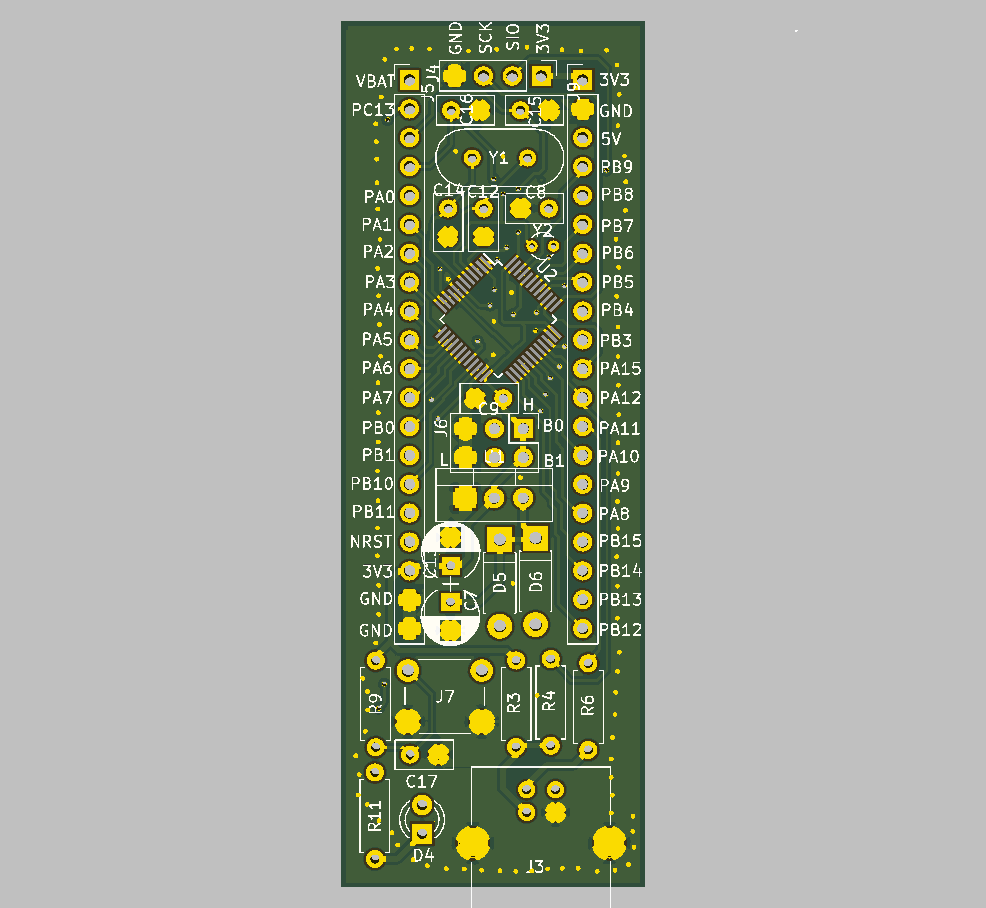 GND SCK SIO 3V3
VBAT J4 J5 J9 3V3
PC13 C16 C15 GND
5V
Y1 PB9
PA0 C14 C12 C8 PB8
PA1 Y2 PB7
PA2 PB6
U2
PA3 PB5
PA4 PB4
PA5 PB3
PA6 PA15
PA7 PA12
C9 H
PB0 J6 B0 PA11
PB1 L B1 PA10
PB10 PA9
PB11 PA8
NRST PB15
3V3 D5 D6 PB14
GND C7 PB13
GND PB12
R9 J7 R3 R4 R6
C17
R11
D4 J3